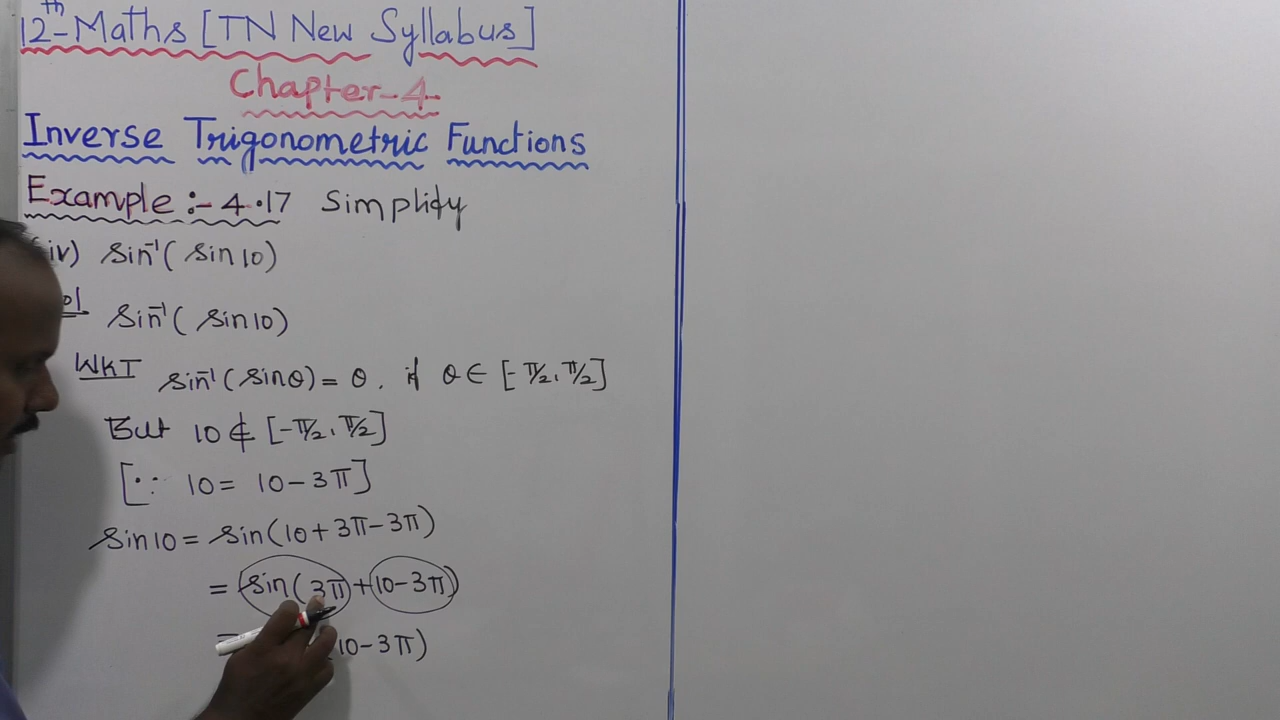 12th-Maths [TN New Syllabus]
Chapter-4-
Inverse Trigonometric Functions
Example :- 4.17 Simplify
iv) sin⁻¹( sin 10)
sin⁻¹( sin 10)
WKT sin⁻¹(sinθ) = θ, if θ ∈ [-π/2, π/2]
But 10 ∉ [-π/2, π/2]
[∵ 10 = 10-3π]
sin 10 = sin(10+3π-3π)
= sin(3π+10-3π)
= (10-3π)